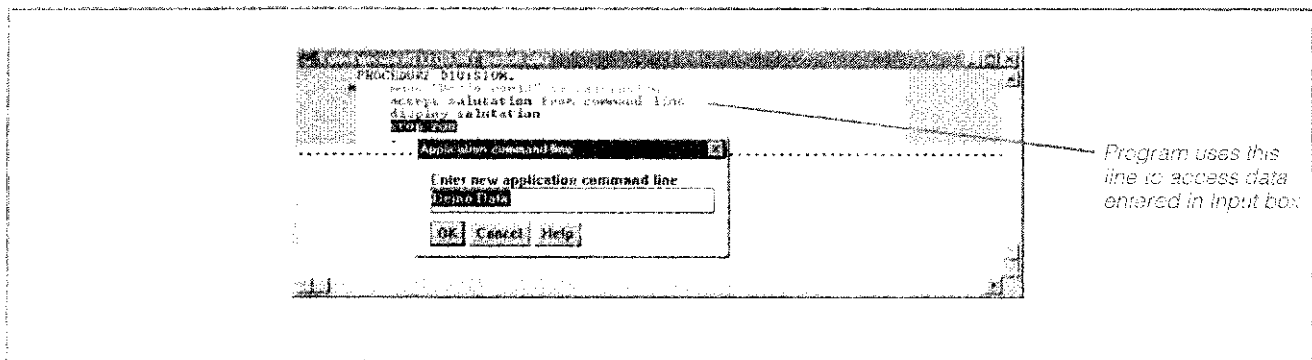 PROCEDURE DIVISION.
accept salutation from command line
display salutation
stop run
Application command line
Enter new application command line
Demo Data
OK Cancel Help
Program uses this
line to access data
entered in Input box